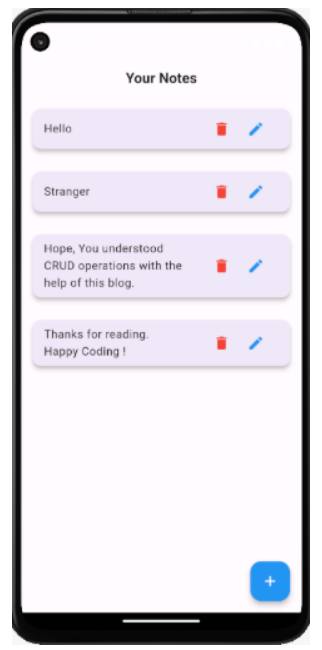 Your Notes
Hello
Stranger
Hope, You understood
CRUD operations with the
help of this blog.
Thanks for reading.
Happy Coding !
+